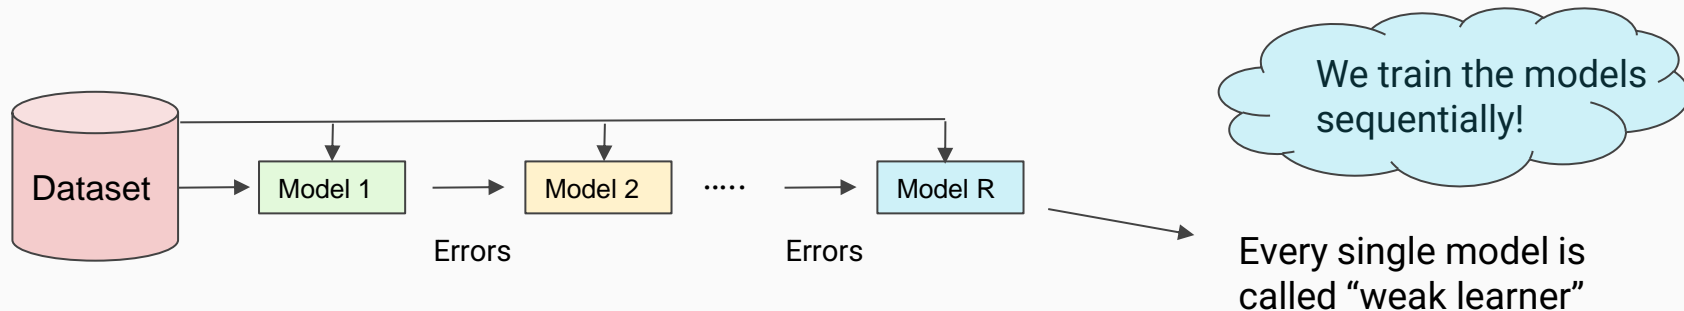 We train the models
sequentially!
Dataset
Model 1
Model 2
.....
Model R
Errors
Errors
Every single model is
called “weak learner”